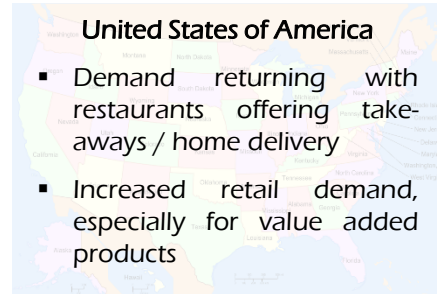 United States of America
▪ Demand returning with
restaurants offering take-
aways / home delivery
▪ Increased retail demand,
especially for value added
products